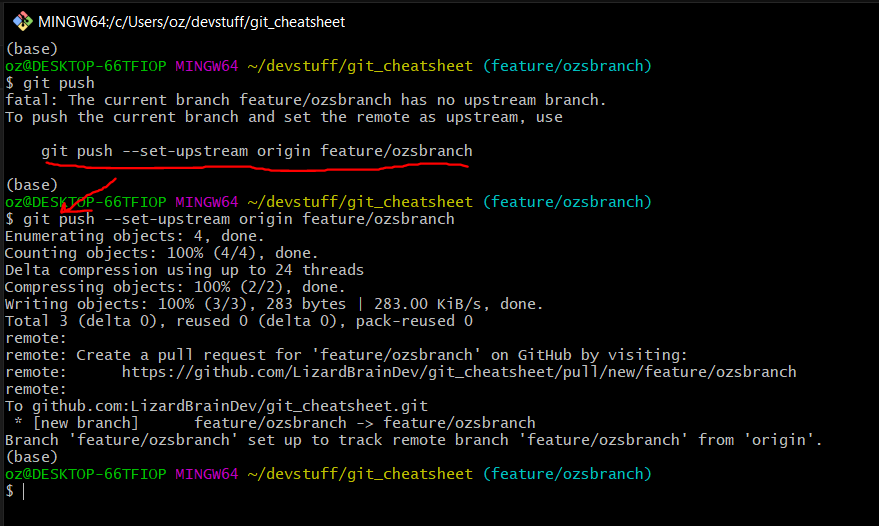 MINGW64:/c/Users/oz/devstuff/git_cheatsheet
(base)
oz@DESKTOP-66TFIOP MINGW64 ~/devstuff/git_cheatsheet (feature/ozsbranch)
$ git push
fatal: The current branch feature/ozsbranch has no upstream branch.
To push the current branch and set the remote as upstream, use
git push --set-upstream origin feature/ozsbranch
(base)
oz@DESKTOP-66TFIOP MINGW64 ~/devstuff/git_cheatsheet (feature/ozsbranch)
$ git push --set-upstream origin feature/ozsbranch
Enumerating objects: 4, done.
Counting objects: 100% (4/4), done.
Delta compression using up to 24 threads
Compressing objects: 100% (2/2), done.
Writing objects: 100% (3/3), 283 bytes | 283.00 KiB/s, done.
Total 3 (delta 0), reused 0 (delta 0), pack-reused 0
remote:
remote: Create a pull request for 'feature/ozsbranch' on GitHub by visiting:
remote:      https://github.com/LizardBrainDev/git_cheatsheet/pull/new/feature/ozsbranch
remote:
To github.com:LizardBrainDev/git_cheatsheet.git
 * [new branch]      feature/ozsbranch -> feature/ozsbranch
Branch 'feature/ozsbranch' set up to track remote branch 'feature/ozsbranch' from 'origin'.
(base)
oz@DESKTOP-66TFIOP MINGW64 ~/devstuff/git_cheatsheet (feature/ozsbranch)
$